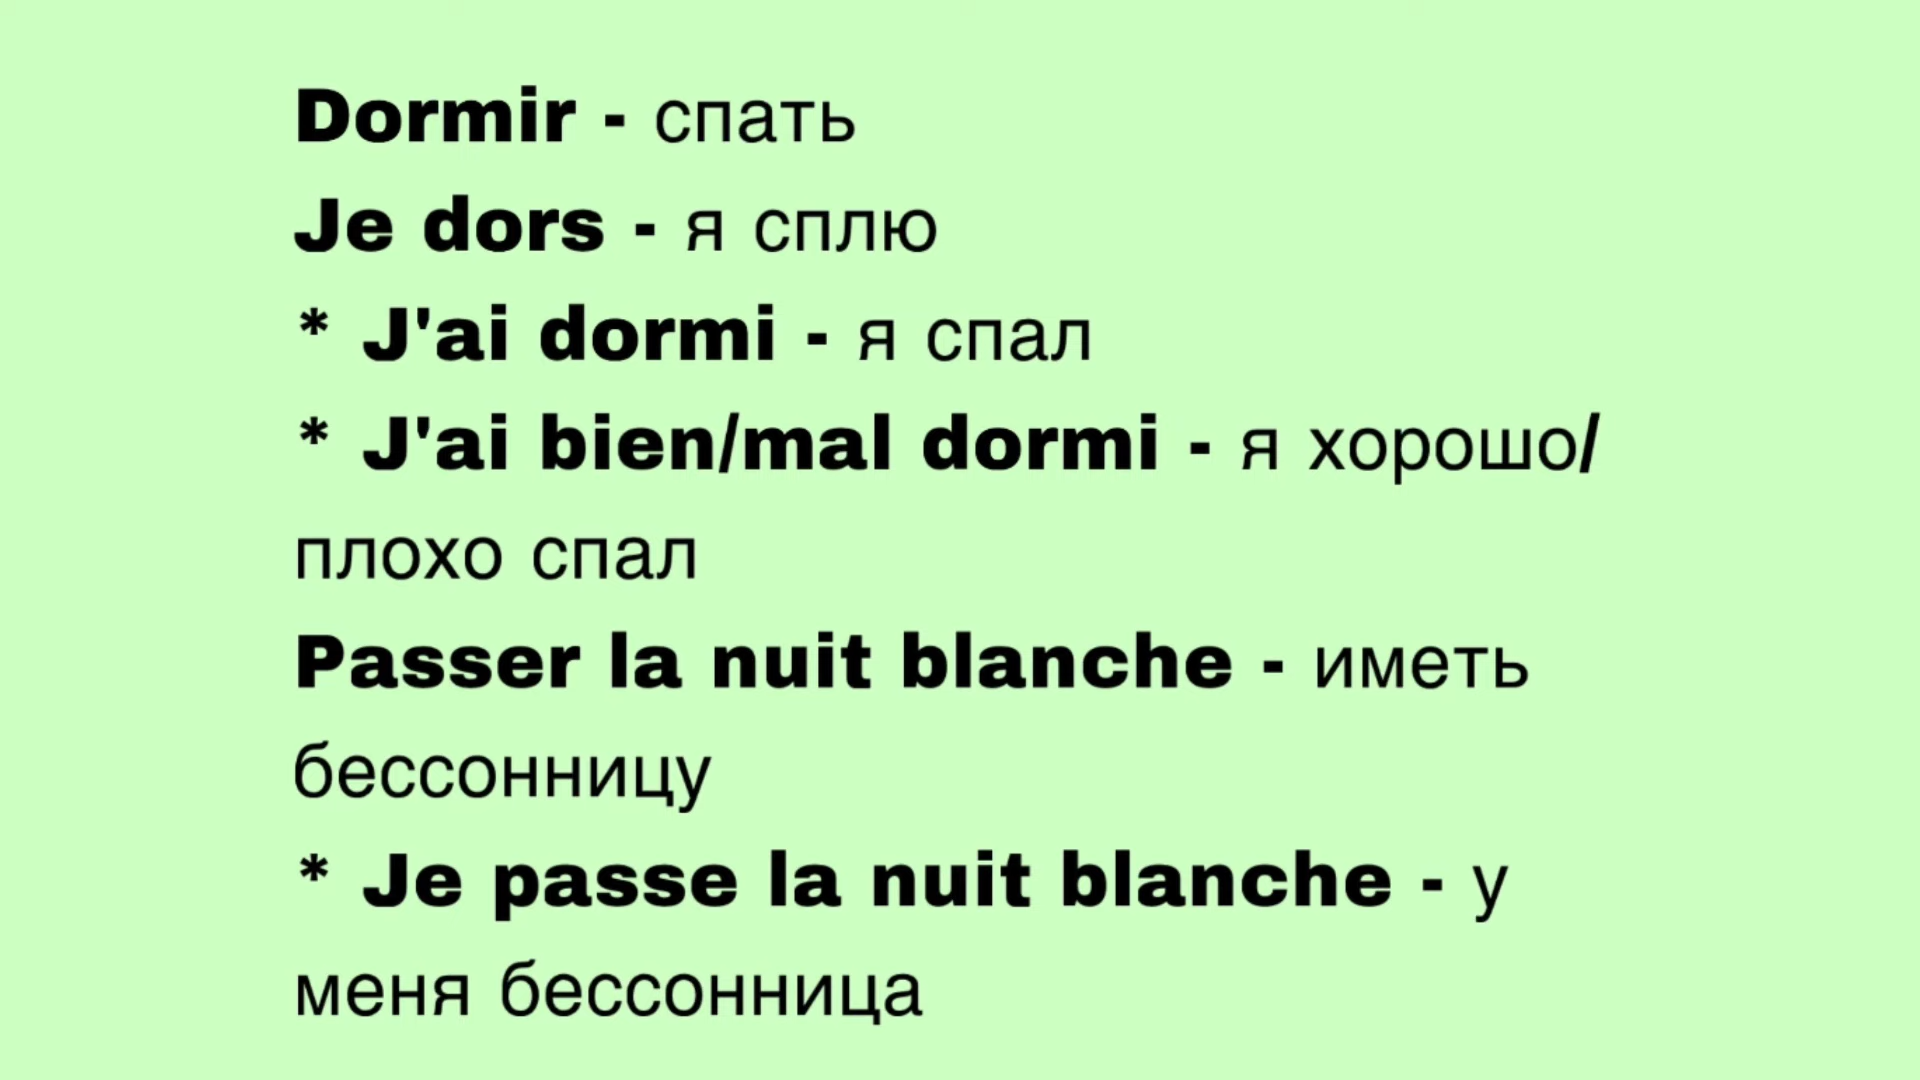 Dormir - спать
Je dors - я сплю
* J'ai dormi - я спал
* J'ai bien/mal dormi - я хорошо/
плохо спал
Passer la nuit blanche - иметь
бессонницу
* Je passe la nuit blanche - у
меня бессонница